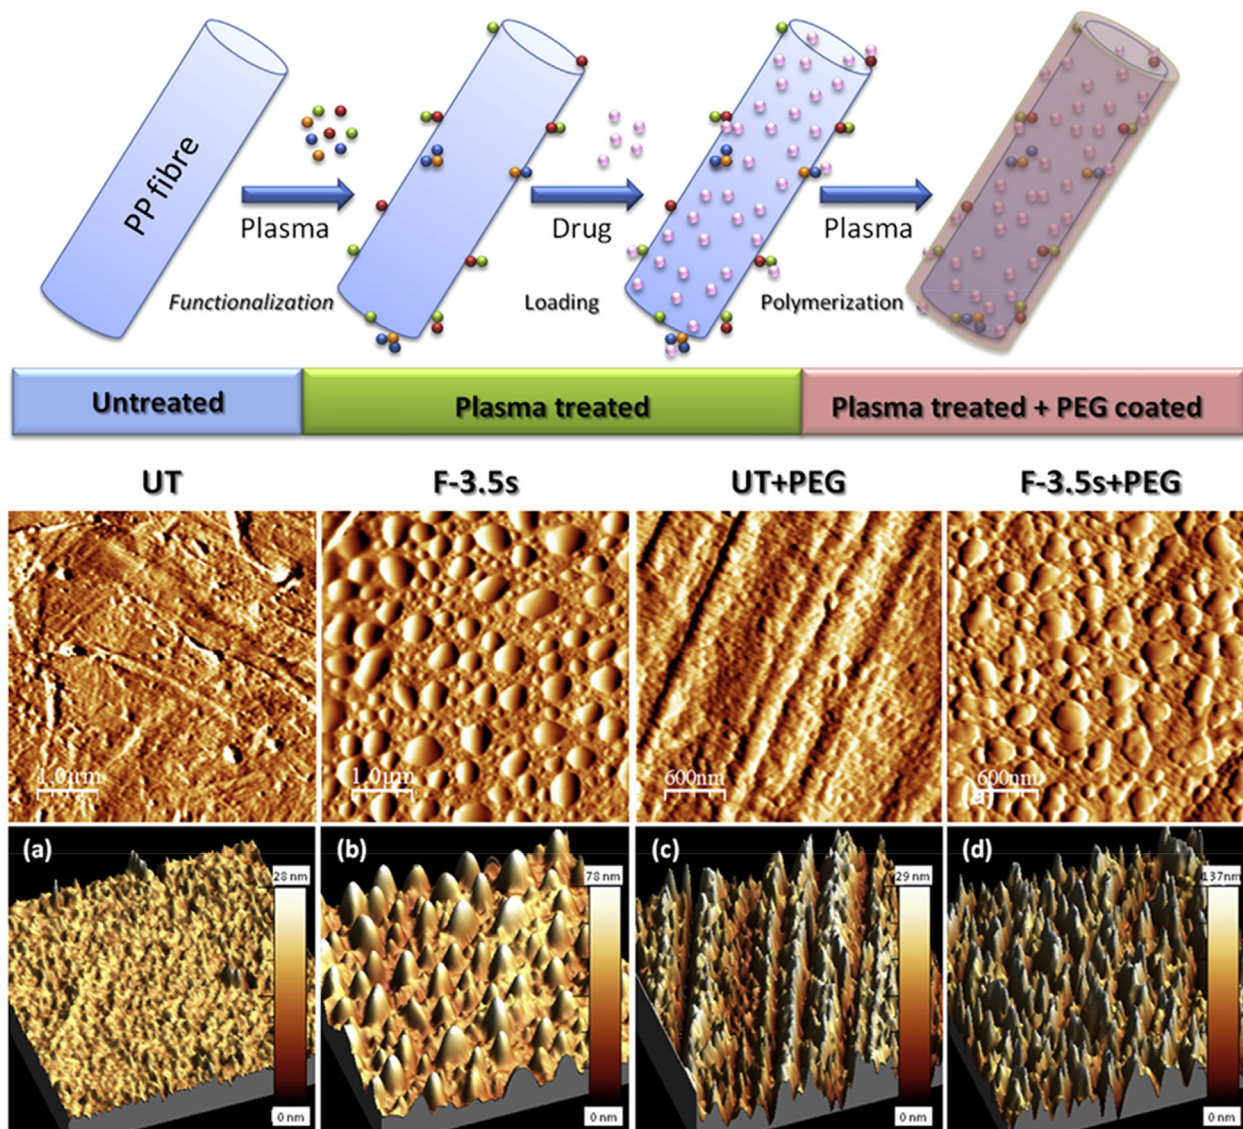 PP fibre
Plasma
Functionalization
Drug
Loading
Plasma
Polymerization
Untreated
Plasma treated
Plasma treated + PEG coated
UT
F-3.5s
UT+PEG
F-3.5s+PEG
1.0µm
1.0µm
600nm
600nm
(a)
28 nm
0 nm
(b)
78 nm
0 nm
(c)
29 nm
0 nm
(d)
137nm
0 nm